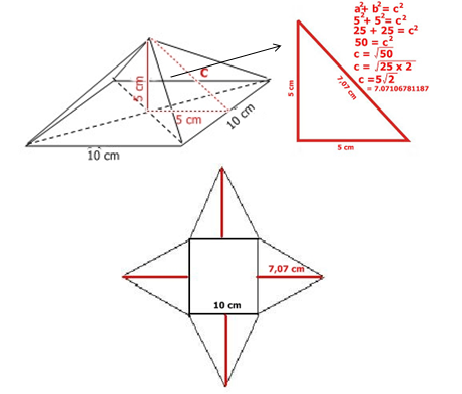 a²+ b²= c²
5²+ 5²= c²
25 + 25 = c²
50 = c²
c = √50
c = √25 x 2
c =5√2
= 7.07106781187
C
5 cm
5 cm
10 cm
10 cm
5 cm
7,07 cm
5 cm
7,07 cm
10 cm